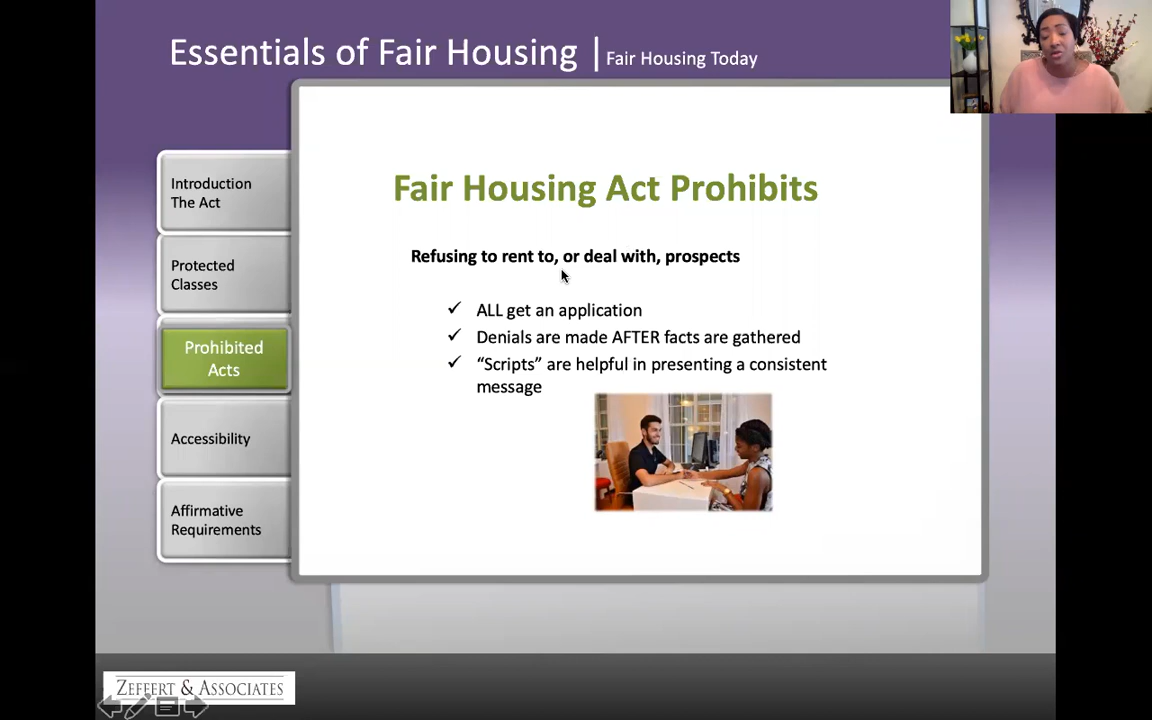 Essentials of Fair Housing | Fair Housing Today
Introduction
The Act
Protected
Classes
Prohibited
Acts
Accessibility
Affirmative
Requirements
Fair Housing Act Prohibits
Refusing to rent to, or deal with, prospects
✓ ALL get an application
✓ Denials are made AFTER facts are gathered
✓ “Scripts” are helpful in presenting a consistent
message
ZEFFERT & ASSOCIATES